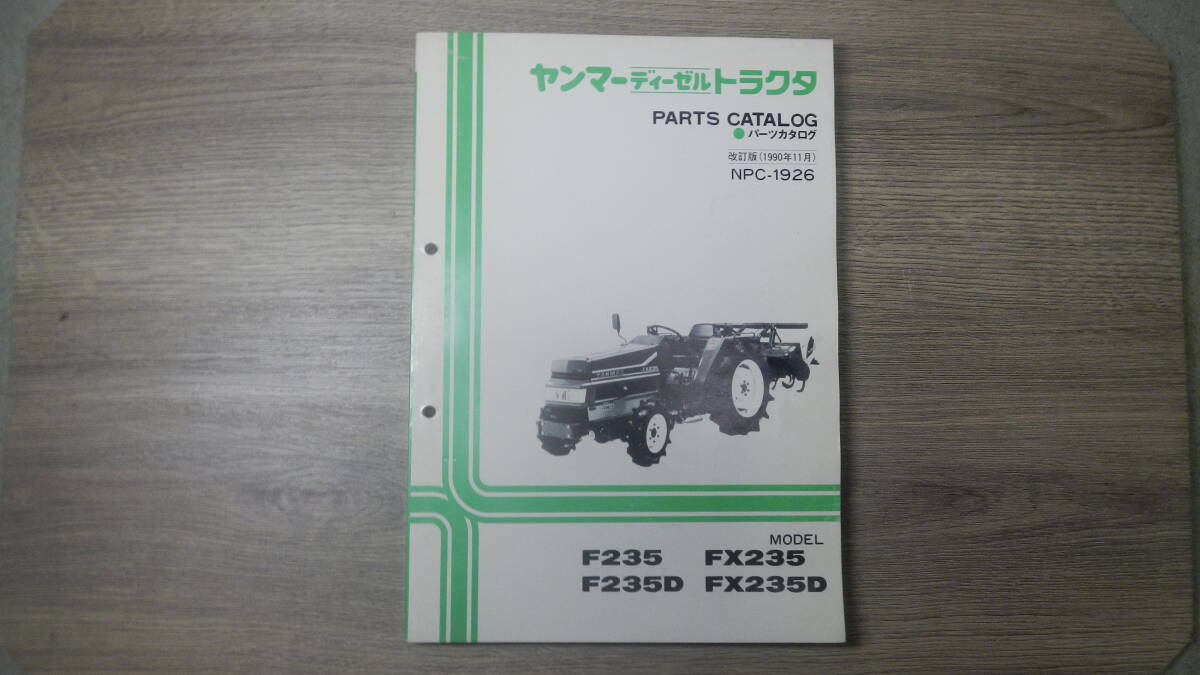 ヤンマーディーゼルトラクタ
PARTS CATALOG
●パーツカタログ
改訂版(1990年11月)
NPC-1926
YANMAR
MODEL
F235 FX235
F235D FX235D